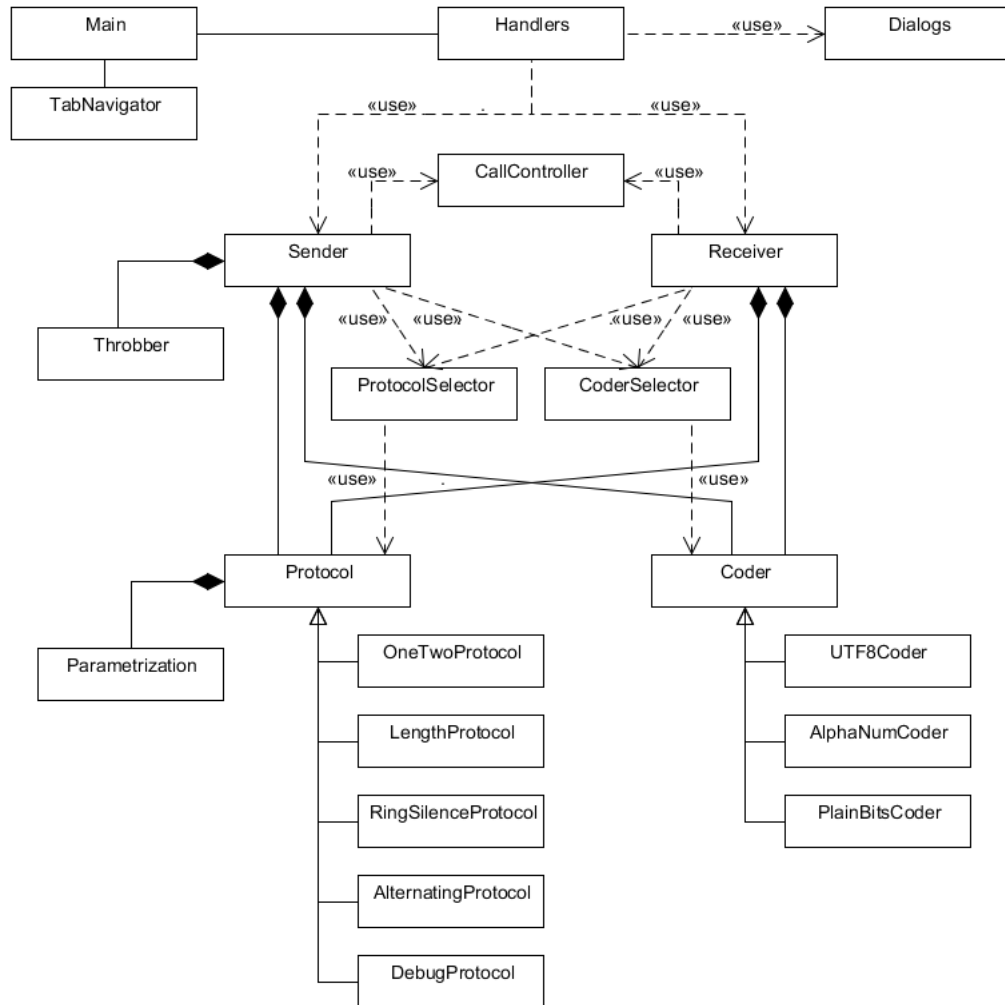 Main
Handlers
«use»
Dialogs
TabNavigator
«use»
«use»
CallController
«use»
«use»
Sender
Receiver
Throbber
«use»
«use»
«use»
«use»
ProtocolSelector
CoderSelector
«use»
«use»
Protocol
Coder
Parametrization
OneTwoProtocol
UTF8Coder
LengthProtocol
AlphaNumCoder
RingSilenceProtocol
PlainBitsCoder
AlternatingProtocol
DebugProtocol